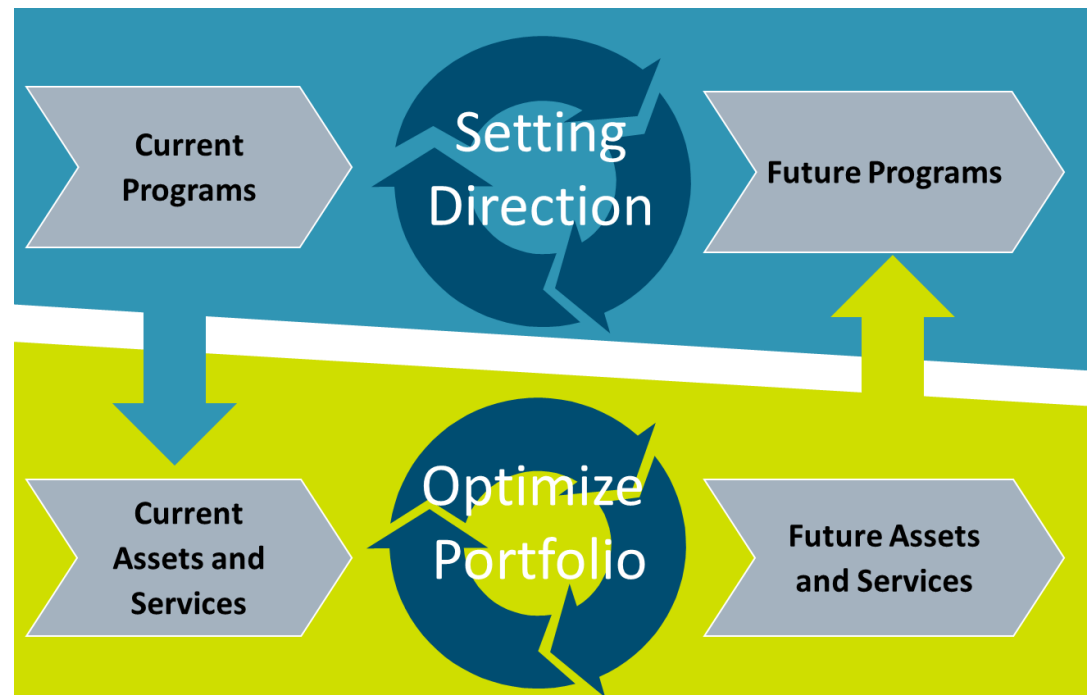 Current
Programs
Setting
Direction
Future Programs
Current
Assets and
Services
Optimize
Portfolio
Future Assets
and Services